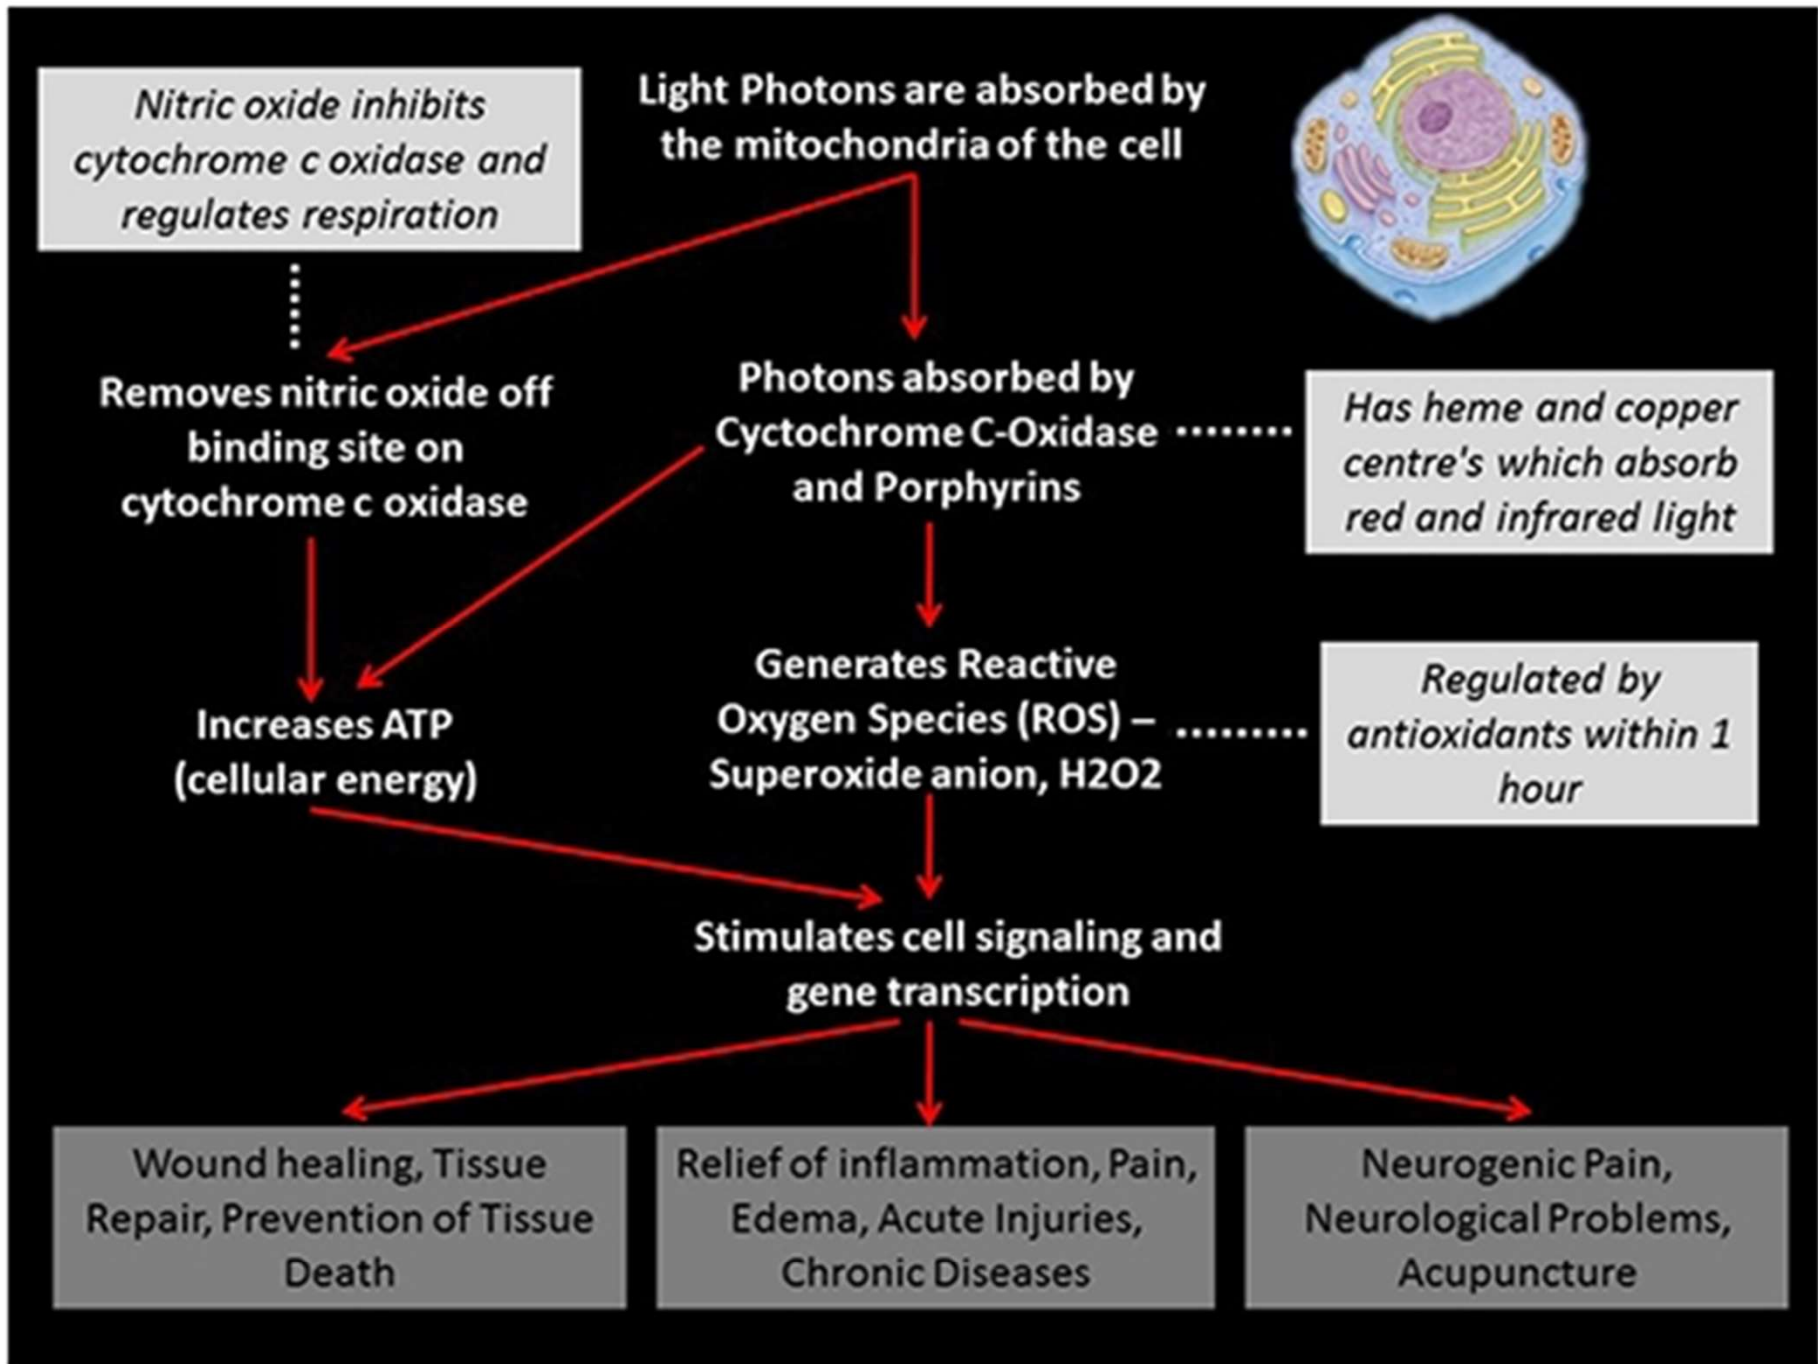 Nitric oxide inhibits
cytochrome c oxidase and
regulates respiration
Light Photons are absorbed by
the mitochondria of the cell
Removes nitric oxide off
binding site on
cytochrome c oxidase
Photons absorbed by
Cyctochrome C-Oxidase
and Porphyrins
Has heme and copper
centre's which absorb
red and infrared light
Increases ATP
(cellular energy)
Generates Reactive
Oxygen Species (ROS) –
Superoxide anion, H2O2
Regulated by
antioxidants within 1
hour
Stimulates cell signaling and
gene transcription
Wound healing, Tissue
Repair, Prevention of Tissue
Death
Relief of inflammation, Pain,
Edema, Acute Injuries,
Chronic Diseases
Neurogenic Pain,
Neurological Problems,
Acupuncture